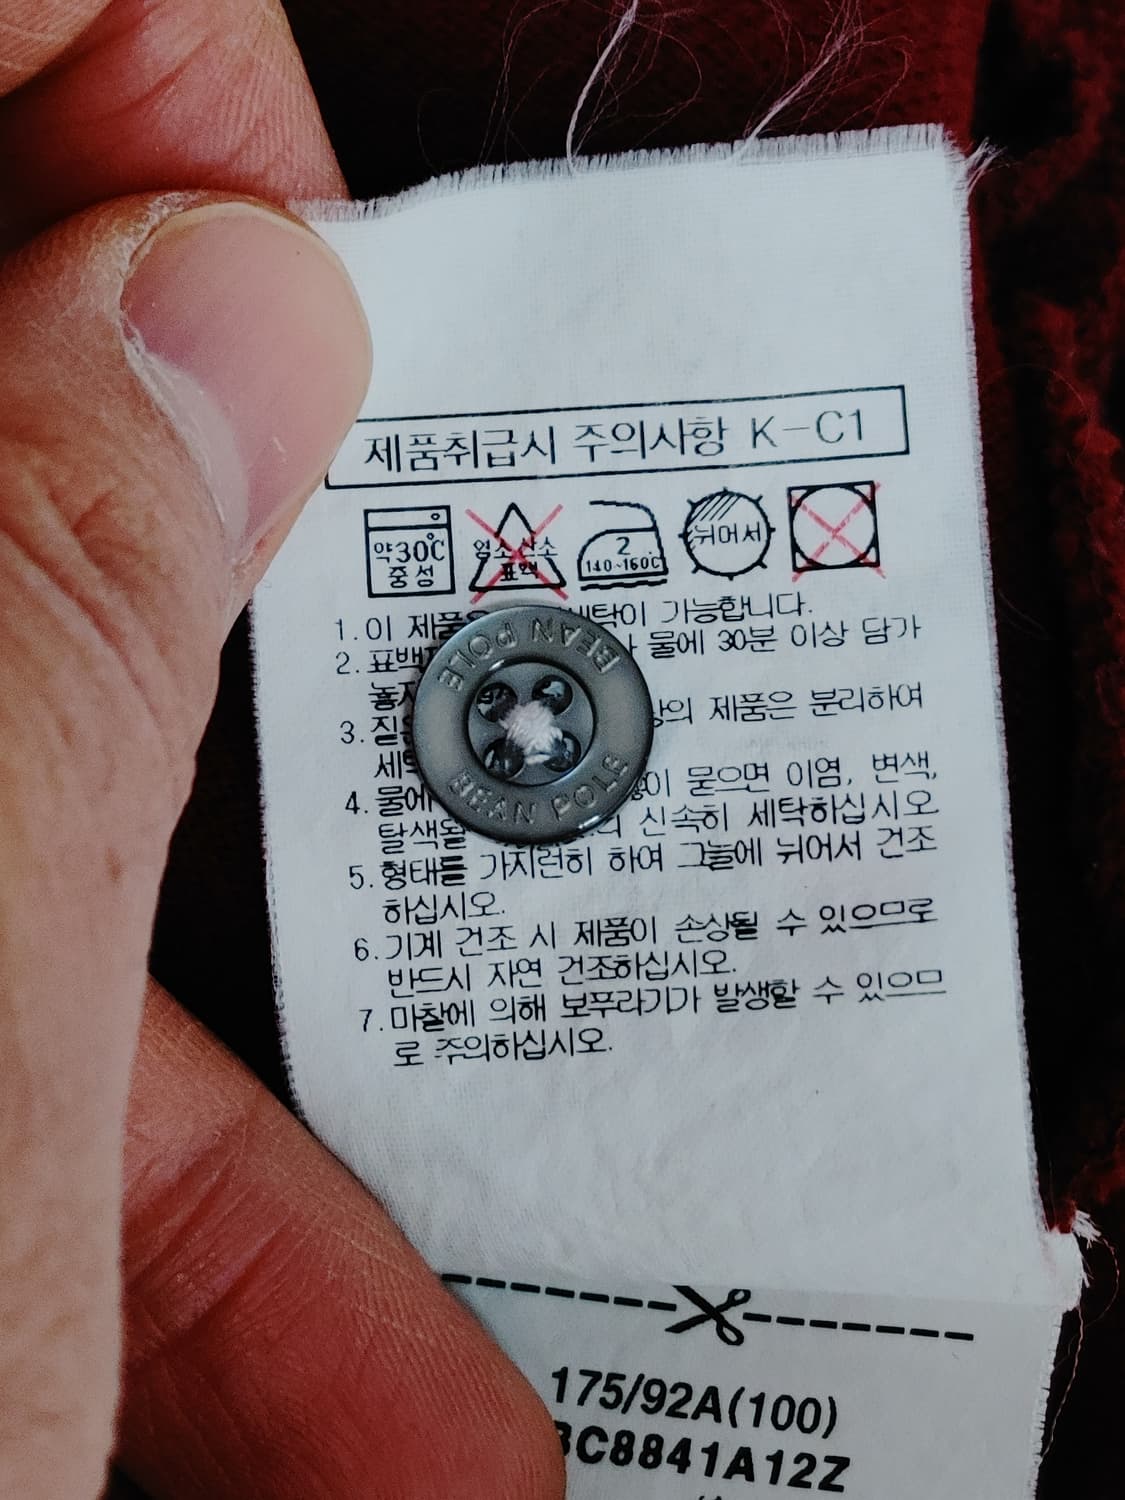 제품취급시 주의사항 K-C1
약30℃
중성
염소산소
표백
2
140~160℃
뉘어서
1. 이 제품 세탁이 가능합니다.
2. 표백 물에 30분 이상 담가
놓지
3. 짙은 상의 제품은 분리하여
세탁
4. 물에 이 묻으면 이염, 변색,
탈색될 신속히 세탁하십시오
5. 형태를 가지런히 하여 그늘에 뉘어서 건조
하십시오.
6. 기계 건조 시 제품이 손상될 수 있으므로
반드시 자연 건조하십시오.
7. 마찰에 의해 보푸라기가 발생할 수 있으므
로 주의하십시오.
BEAN POLE
BEAN POLE
175/92A(100)
BC8841A12Z